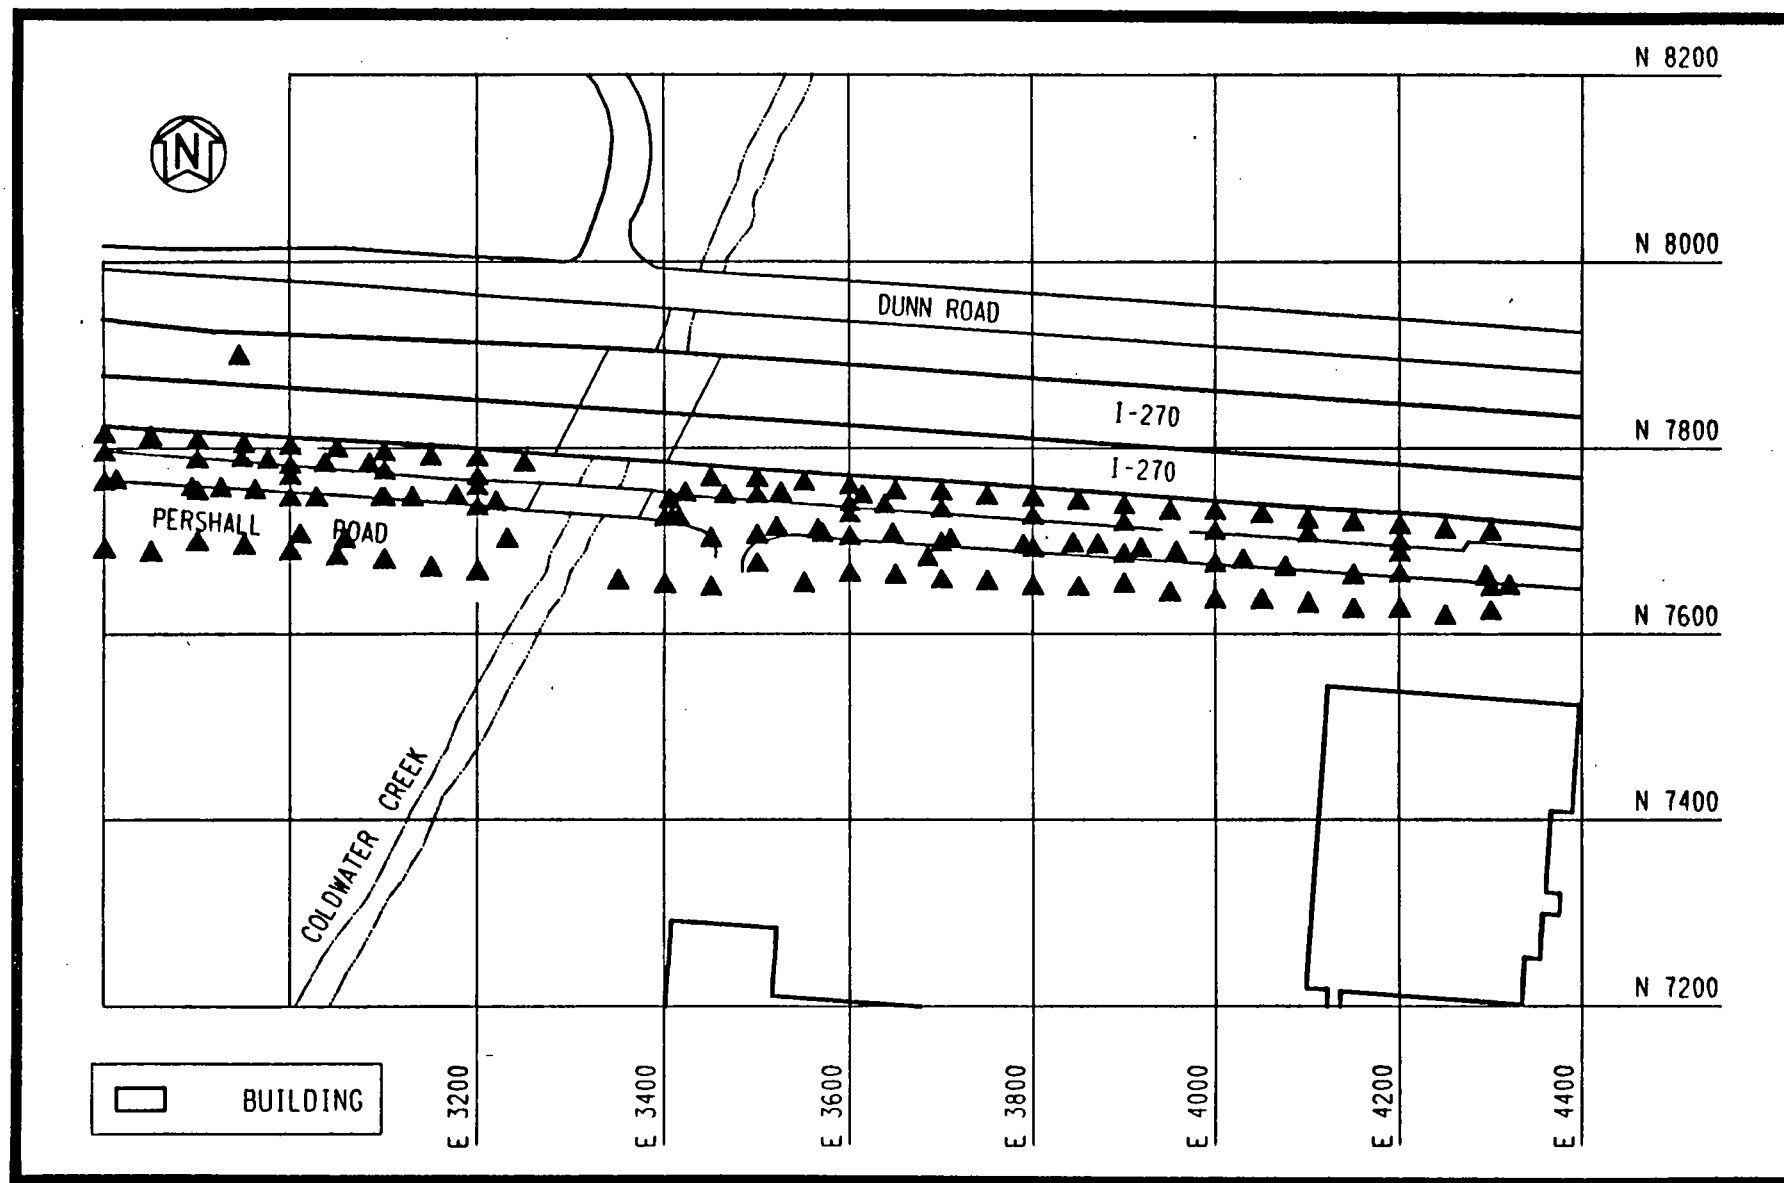 N 8200
N
N 8000
DUNN ROAD
I-270
N 7800
I-270
PERSHALL ROAD
N 7600
COLDWATER CREEK
N 7400
N 7200
BUILDING
E 3200
E 3400
E 3600
E 3800
E 4000
E 4200
E 4400